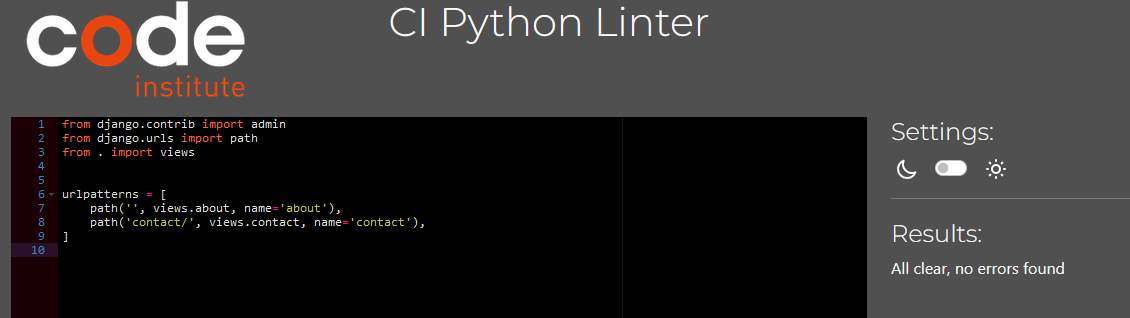 code
institute
CI Python Linter
1 from django.contrib import admin
2 from django.urls import path
3 from . import views
4
5
6 urlpatterns = [
7     path('', views.about, name='about'),
8     path('contact/', views.contact, name='contact'),
9 ]
10
Settings:
Results:
All clear, no errors found